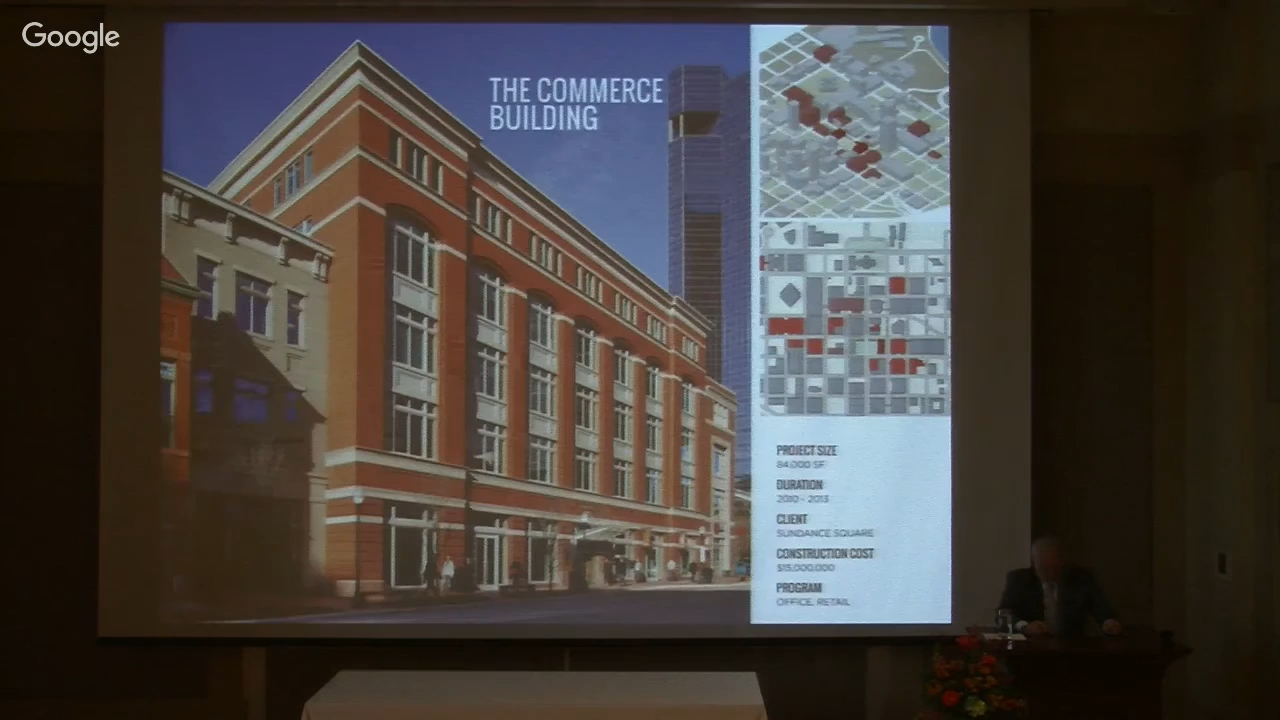 Google
THE COMMERCE
BUILDING
PROJECT SIZE
84,000 SF
DURATION
2010 - 2013
CLIENT
SUNDANCE SQUARE
CONSTRUCTION COST
$15,000,000
PROGRAM
OFFICE, RETAIL